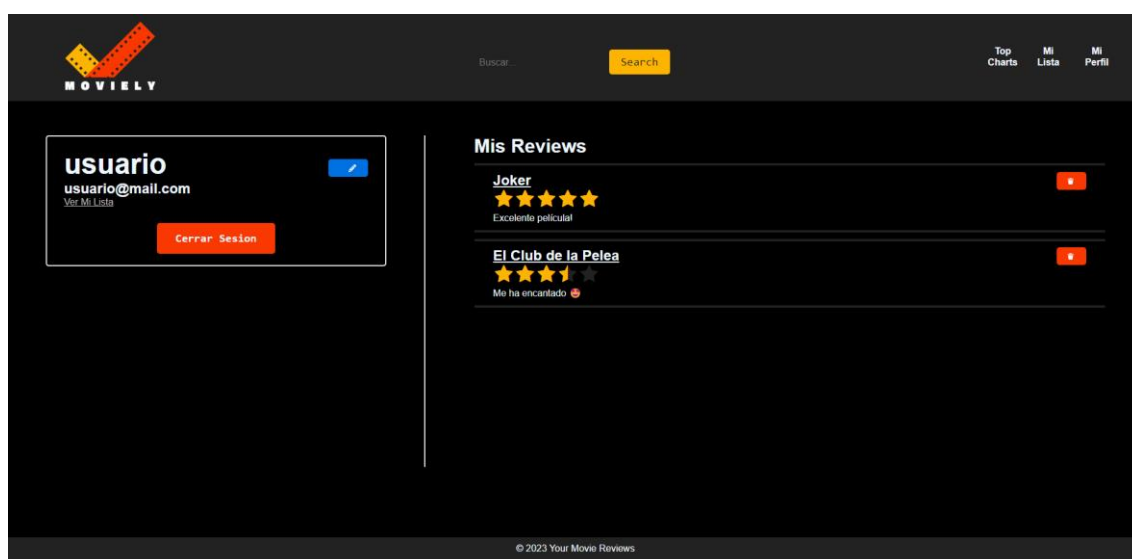 MOVIELY
Buscar...
Search
Top Charts
Mi Lista
Mi Perfil
usuario
usuario@mail.com
Ver Mi Lista
Cerrar Sesion
Mis Reviews
Joker
Excelente película!
El Club de la Pelea
Me ha encantado 😍
© 2023 Your Movie Reviews